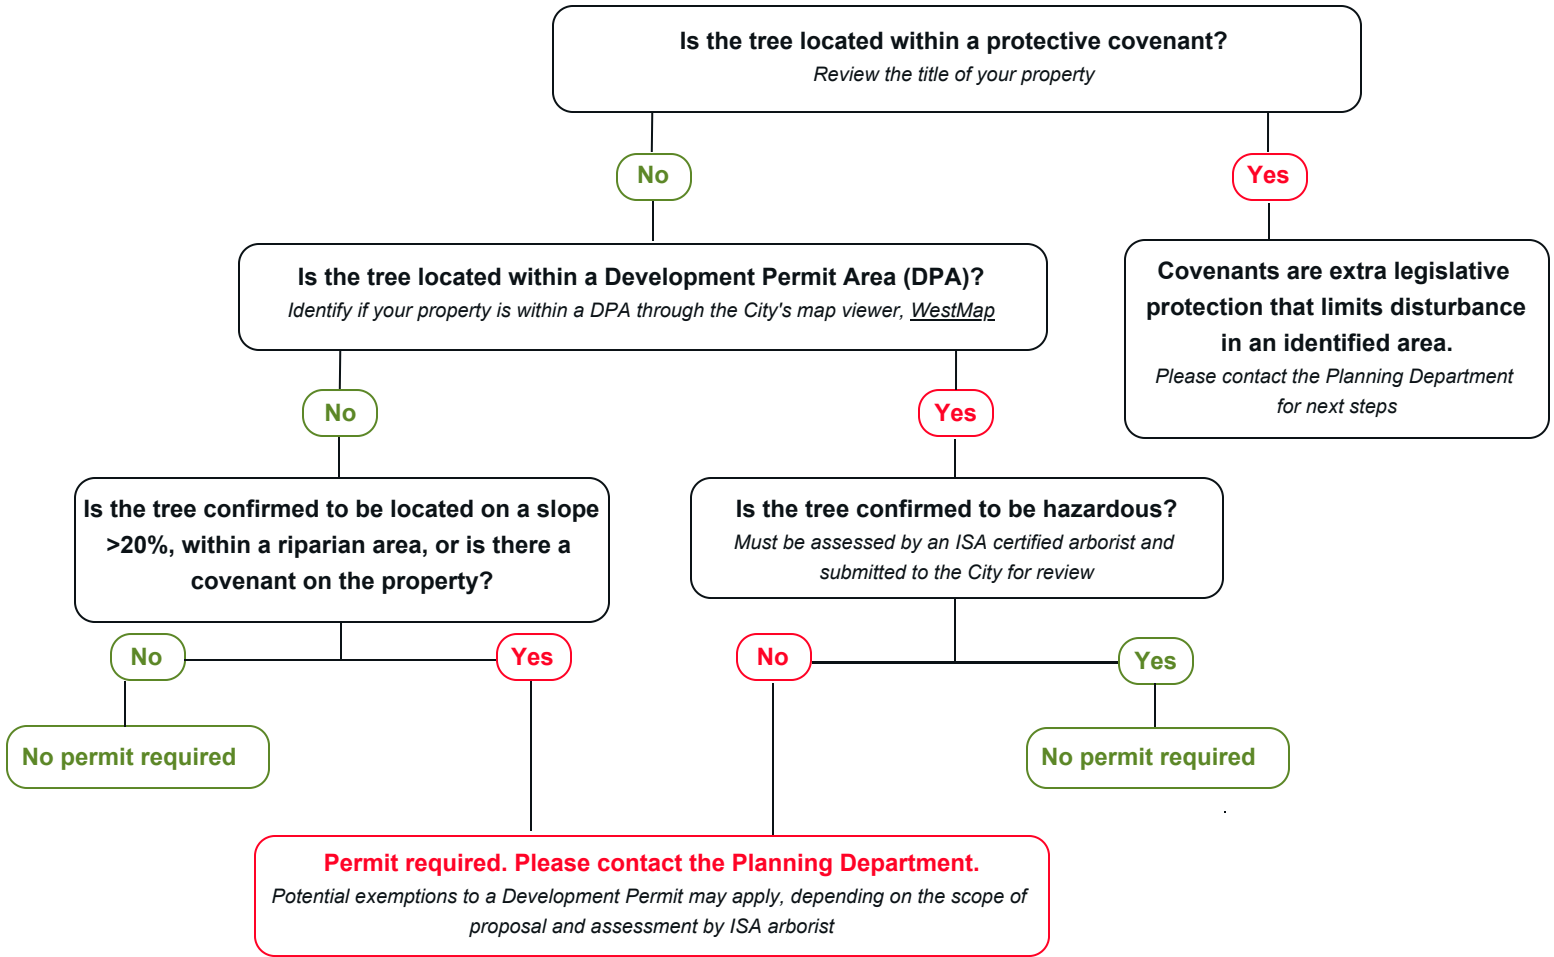 Is the tree located within a protective covenant?
Review the title of your property
No
Yes
Is the tree located within a Development Permit Area (DPA)?
Identify if your property is within a DPA through the City's map viewer, WestMap
Covenants are extra legislative
protection that limits disturbance
in an identified area.
Please contact the Planning Department
for next steps
No
Yes
Is the tree confirmed to be located on a slope
>20%, within a riparian area, or is there a
covenant on the property?
Is the tree confirmed to be hazardous?
Must be assessed by an ISA certified arborist and
submitted to the City for review
No
Yes
No
Yes
No permit required
No permit required
Permit required. Please contact the Planning Department.
Potential exemptions to a Development Permit may apply, depending on the scope of
proposal and assessment by ISA arborist